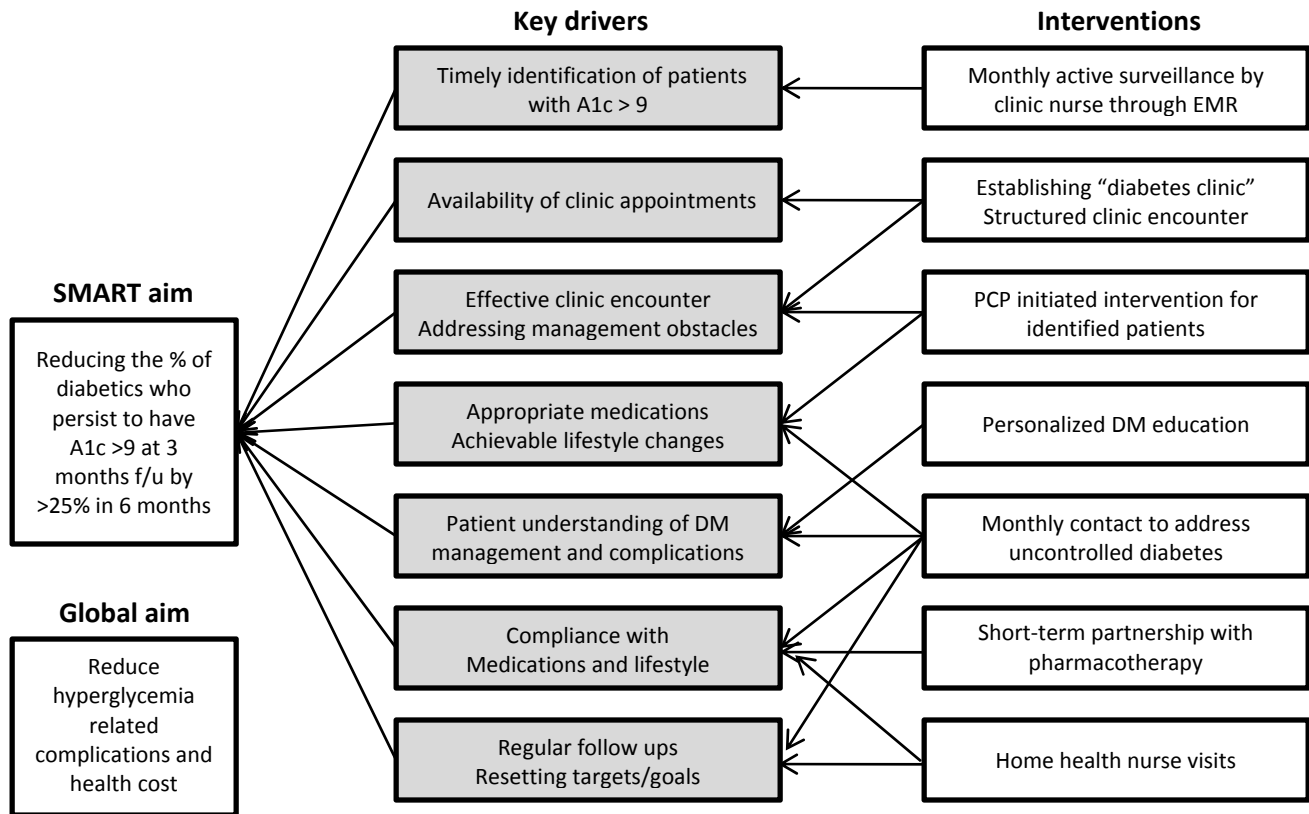 Key drivers
Interventions
Timely identification of patients
with A1c > 9
Monthly active surveillance by
clinic nurse through EMR
Availability of clinic appointments
Establishing “diabetes clinic”
Structured clinic encounter
SMART aim
Effective clinic encounter
Addressing management obstacles
PCP initiated intervention for
identified patients
Reducing the % of
diabetics who
persist to have
A1c >9 at 3
months f/u by
>25% in 6 months
Appropriate medications
Achievable lifestyle changes
Personalized DM education
Patient understanding of DM
management and complications
Monthly contact to address
uncontrolled diabetes
Global aim
Reduce
hyperglycemia
related
complications and
health cost
Compliance with
Medications and lifestyle
Short-term partnership with
pharmacotherapy
Regular follow ups
Resetting targets/goals
Home health nurse visits